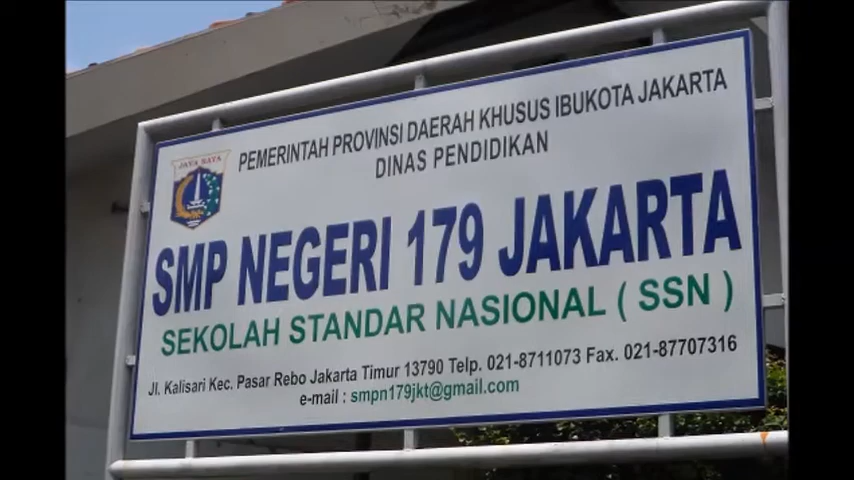 PEMERINTAH PROVINSI DAERAH KHUSUS IBUKOTA JAKARTA
DINAS PENDIDIKAN
JAYA RAYA
SMP NEGERI 179 JAKARTA
SEKOLAH STANDAR NASIONAL ( SSN )
Jl. Kalisari Kec. Pasar Rebo Jakarta Timur 13790 Telp. 021-8711073 Fax. 021-87707316
e-mail : smpn179jkt@gmail.com